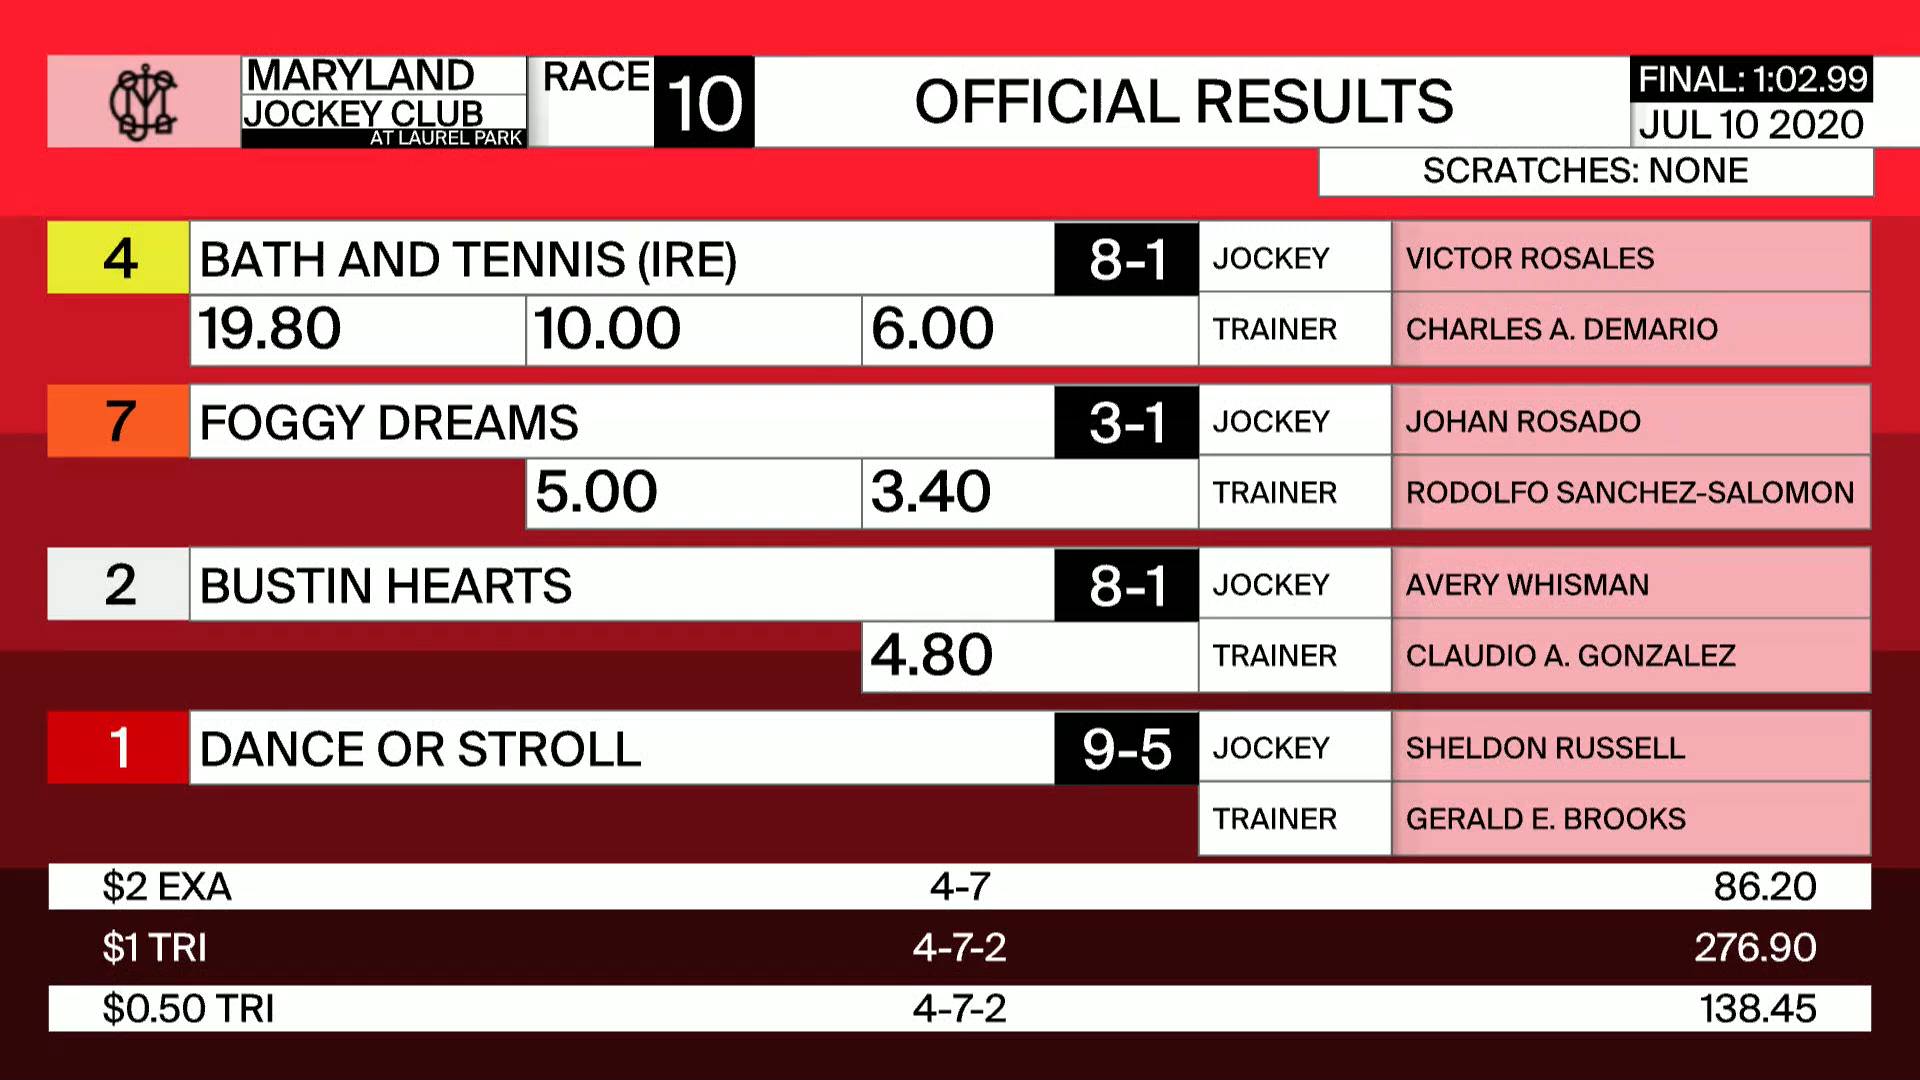 MARYLAND
JOCKEY CLUB
AT LAUREL PARK
RACE 10
OFFICIAL RESULTS
FINAL: 1:02.99
JUL 10 2020
SCRATCHES: NONE
4 BATH AND TENNIS (IRE) 8-1 JOCKEY VICTOR ROSALES
19.80 10.00 6.00 TRAINER CHARLES A. DEMARIO
7 FOGGY DREAMS 3-1 JOCKEY JOHAN ROSADO
5.00 3.40 TRAINER RODOLFO SANCHEZ-SALOMON
2 BUSTIN HEARTS 8-1 JOCKEY AVERY WHISMAN
4.80 TRAINER CLAUDIO A. GONZALEZ
1 DANCE OR STROLL 9-5 JOCKEY SHELDON RUSSELL
TRAINER GERALD E. BROOKS
$2 EXA 4-7 86.20
$1 TRI 4-7-2 276.90
$0.50 TRI 4-7-2 138.45